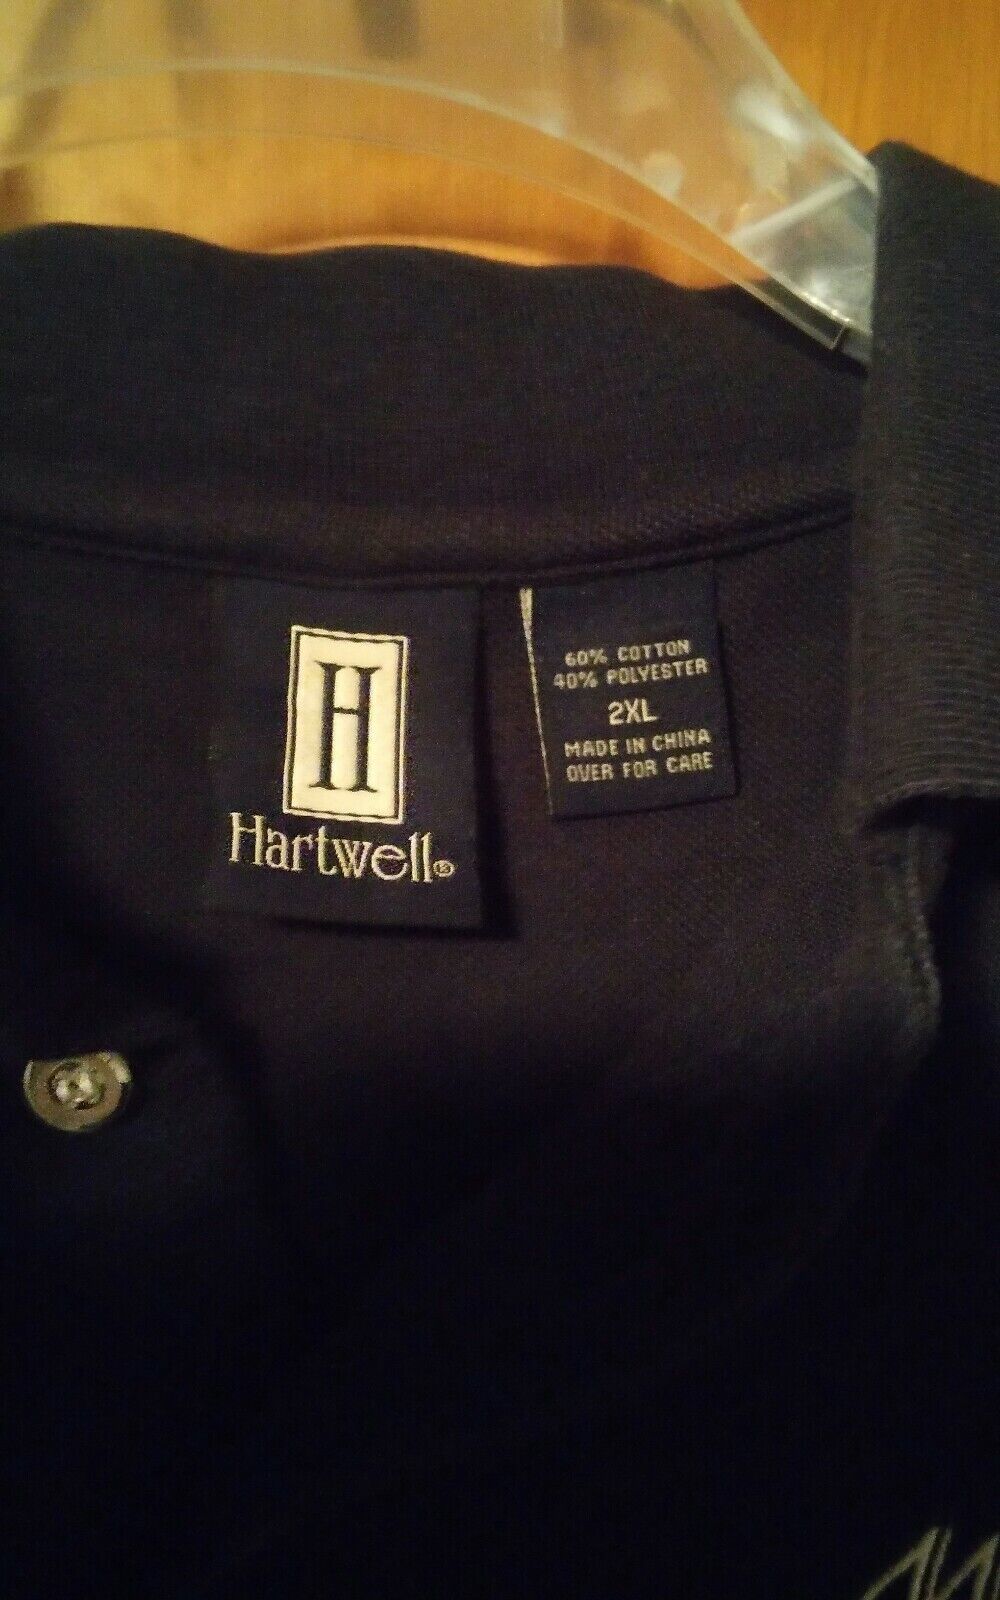 H
Hartwell®
60% COTTON
40% POLYESTER
2XL
MADE IN CHINA
OVER FOR CARE